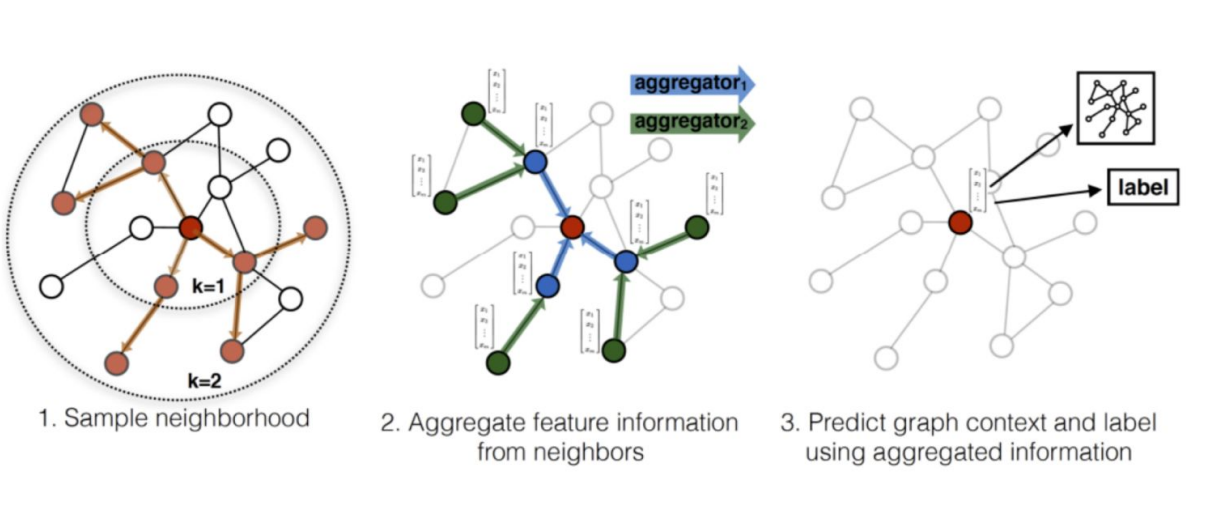 aggregator₁
aggregator₂
label
k=1
k=2
1. Sample neighborhood
2. Aggregate feature information
from neighbors
3. Predict graph context and label
using aggregated information